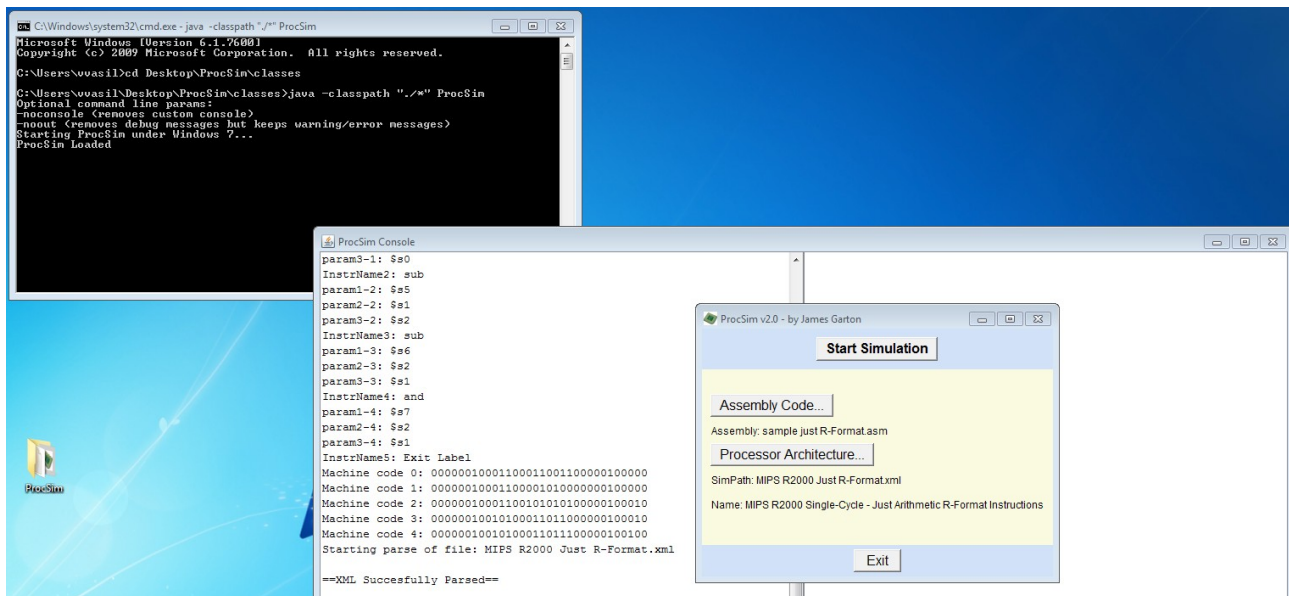 C:\Windows\system32\cmd.exe - java -classpath "./*" ProcSim
Microsoft Windows [Version 6.1.7600]
Copyright (c) 2009 Microsoft Corporation. All rights reserved.
C:\Users\vvasil>cd Desktop\ProcSim\classes
C:\Users\vvasil\Desktop\ProcSim\classes>java -classpath "./*" ProcSim
Optional command line params:
-noconsole (removes custom console)
-noout (removes debug messages but keeps warning/error messages)
Starting ProcSim under Windows 7...
ProcSim Loaded
ProcSim
ProcSim Console
param3-1: $s0
InstrName2: sub
param1-2: $s5
param2-2: $s1
param3-2: $s2
InstrName3: sub
param1-3: $s6
param2-3: $s2
param3-3: $s1
InstrName4: and
param1-4: $s7
param2-4: $s2
param3-4: $s1
InstrName5: Exit Label
Machine code 0: 00000010001100011001100000100000
Machine code 1: 00000010001100001010000000100000
Machine code 2: 00000010001100101010100000100010
Machine code 3: 00000010010100011011000000100010
Machine code 4: 00000010010100011011100000100100
Starting parse of file: MIPS R2000 Just R-Format.xml
==XML Succesfully Parsed==
ProcSim v2.0 - by James Garton
Start Simulation
Assembly Code...
Assembly: sample just R-Format.asm
Processor Architecture...
SimPath: MIPS R2000 Just R-Format.xml
Name: MIPS R2000 Single-Cycle - Just Arithmetic R-Format Instructions
Exit